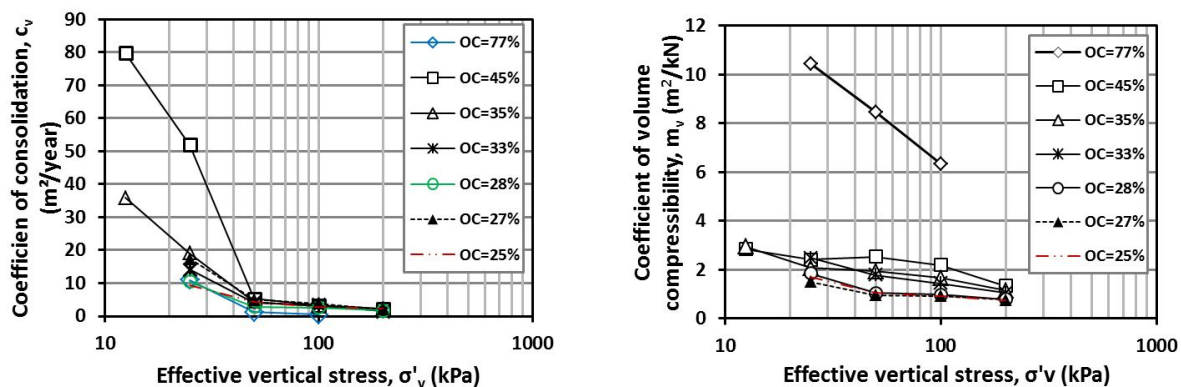 Coefficien of consolidation, cᵥ
(m²/year)
90
80
70
60
50
40
30
20
10
0
10
100
1000
Effective vertical stress, σ'ᵥ (kPa)
OC=77%
OC=45%
OC=35%
OC=33%
OC=28%
OC=27%
OC=25%
Coefficient of volume
compressibility, mᵥ (m²/kN)
12
10
8
6
4
2
0
10
100
1000
Effective vertical stress, σ'v (kPa)
OC=77%
OC=45%
OC=35%
OC=33%
OC=28%
OC=27%
OC=25%